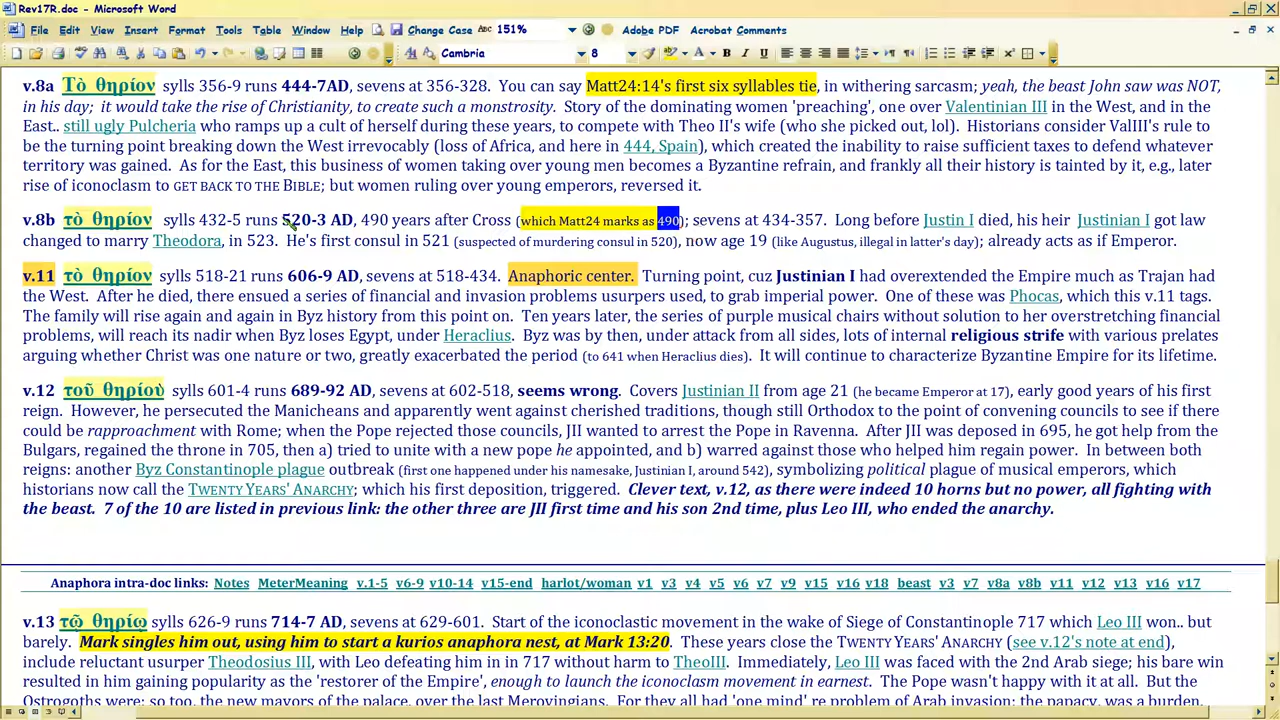 Rev17R.doc - Microsoft Word
File Edit View Insert Format Tools Table Window Help Change Case 151% Adobe PDF Acrobat Comments
Cambria 8
v.8a Τὸ θηρίον sylls 356-9 runs 444-7AD, sevens at 356-328. You can say Matt24:14's first six syllables tie, in withering sarcasm; yeah, the beast John saw was NOT,
in his day; it would take the rise of Christianity, to create such a monstrosity. Story of the dominating women 'preaching', one over Valentinian III in the West, and in the
East.. still ugly Pulcheria who ramps up a cult of herself during these years, to compete with Theo II's wife (who she picked out, lol). Historians consider ValIII's rule to
be the turning point breaking down the West irrevocably (loss of Africa, and here in 444, Spain), which created the inability to raise sufficient taxes to defend whatever
territory was gained. As for the East, this business of women taking over young men becomes a Byzantine refrain, and frankly all their history is tainted by it, e.g., later
rise of iconoclasm to GET BACK TO THE BIBLE; but women ruling over young emperors, reversed it.
v.8b τὸ θηρίον sylls 432-5 runs 520-3 AD, 490 years after Cross (which Matt24 marks as 490); sevens at 434-357. Long before Justin I died, his heir Justinian I got law
changed to marry Theodora, in 523. He's first consul in 521 (suspected of murdering consul in 520), now age 19 (like Augustus, illegal in latter's day); already acts as if Emperor.
v.11 τὸ θηρίον sylls 518-21 runs 606-9 AD, sevens at 518-434. Anaphoric center. Turning point, cuz Justinian I had overextended the Empire much as Trajan had
the West. After he died, there ensued a series of financial and invasion problems usurpers used, to grab imperial power. One of these was Phocas, which this v.11 tags.
The family will rise again and again in Byz history from this point on. Ten years later, the series of purple musical chairs without solution to her overstretching financial
problems, will reach its nadir when Byz loses Egypt, under Heraclius. Byz was by then, under attack from all sides, lots of internal religious strife with various prelates
arguing whether Christ was one nature or two, greatly exacerbated the period (to 641 when Heraclius dies). It will continue to characterize Byzantine Empire for its lifetime.
v.12 τοῦ θηρίοὺ sylls 601-4 runs 689-92 AD, sevens at 602-518, seems wrong. Covers Justinian II from age 21 (he became Emperor at 17), early good years of his first
reign. However, he persecuted the Manicheans and apparently went against cherished traditions, though still Orthodox to the point of convening councils to see if there
could be rapproachment with Rome; when the Pope rejected those councils, JII wanted to arrest the Pope in Ravenna. After JII was deposed in 695, he got help from the
Bulgars, regained the throne in 705, then a) tried to unite with a new pope he appointed, and b) warred against those who helped him regain power. In between both
reigns: another Byz Constantinople plague outbreak (first one happened under his namesake, Justinian I, around 542), symbolizing political plague of musical emperors, which
historians now call the TWENTY YEARS' ANARCHY; which his first deposition, triggered. Clever text, v.12, as there were indeed 10 horns but no power, all fighting with
the beast. 7 of the 10 are listed in previous link: the other three are JII first time and his son 2nd time, plus Leo III, who ended the anarchy.
Anaphora intra-doc links: Notes MeterMeaning v.1-5 v6-9 v10-14 v15-end harlot/woman v1 v3 v4 v5 v6 v7 v9 v15 v16 v18 beast v3 v7 v8a v8b v11 v12 v13 v16 v17
v.13 τῷ θηρίῳ sylls 626-9 runs 714-7 AD, sevens at 629-601. Start of the iconoclastic movement in the wake of Siege of Constantinople 717 which Leo III won.. but
barely. Mark singles him out, using him to start a kurios anaphora nest, at Mark 13:20. These years close the TWENTY YEARS' ANARCHY (see v.12's note at end),
include reluctant usurper Theodosius III, with Leo defeating him in in 717 without harm to TheoIII. Immediately, Leo III was faced with the 2nd Arab siege; his bare win
resulted in him gaining popularity as the 'restorer of the Empire', enough to launch the iconoclasm movement in earnest. The Pope wasn't happy with it at all. But the
Ostrogoths were; so too, the new mayors of the palace, over the last Merovingians. For they all had 'one mind' re problem of Arab invasion; the papacy, was a burden.